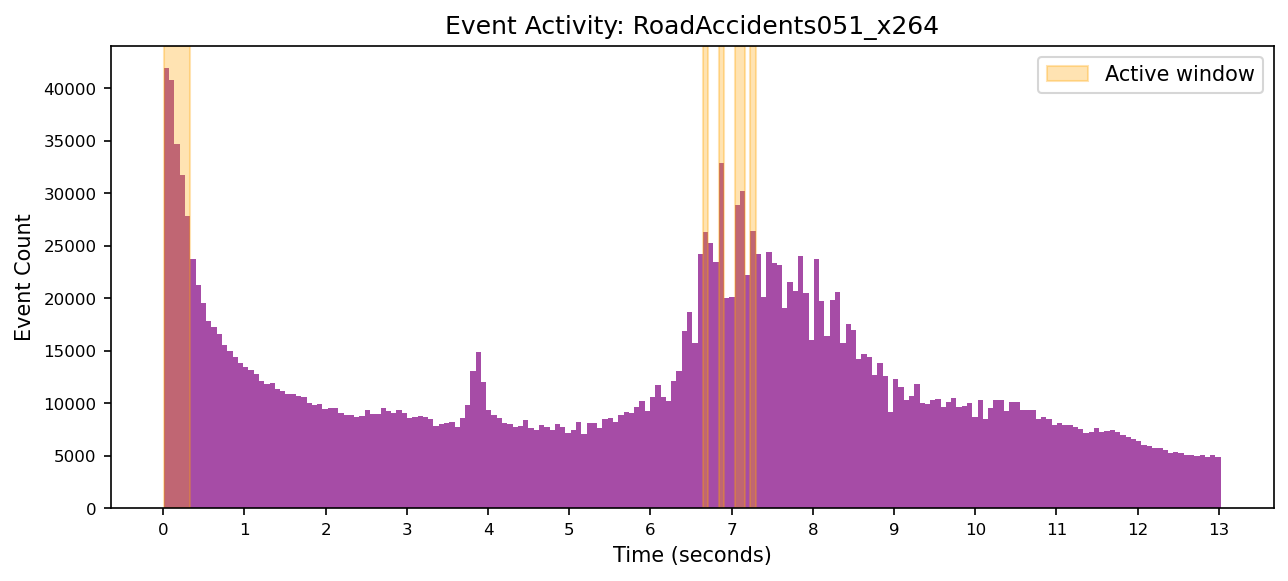 Event Activity: RoadAccidents051_x264
Active window
Event Count
40000
35000
30000
25000
20000
15000
10000
5000
0
0 1 2 3 4 5 6 7 8 9 10 11 12 13
Time (seconds)